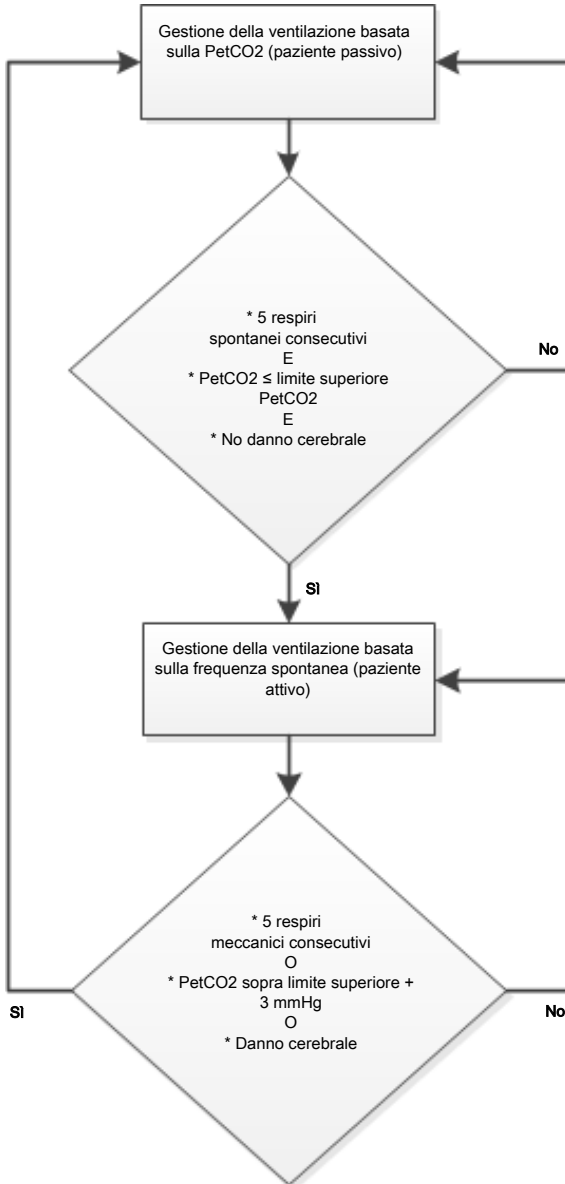 Gestione della ventilazione basata
sulla PetCO2 (paziente passivo)
* 5 respiri
spontanei consecutivi
E
* PetCO2 ≤ limite superiore
PetCO2
E
* No danno cerebrale
No
Sì
Gestione della ventilazione basata
sulla frequenza spontanea (paziente
attivo)
* 5 respiri
meccanici consecutivi
O
* PetCO2 sopra limite superiore +
3 mmHg
O
* Danno cerebrale
Sì
No